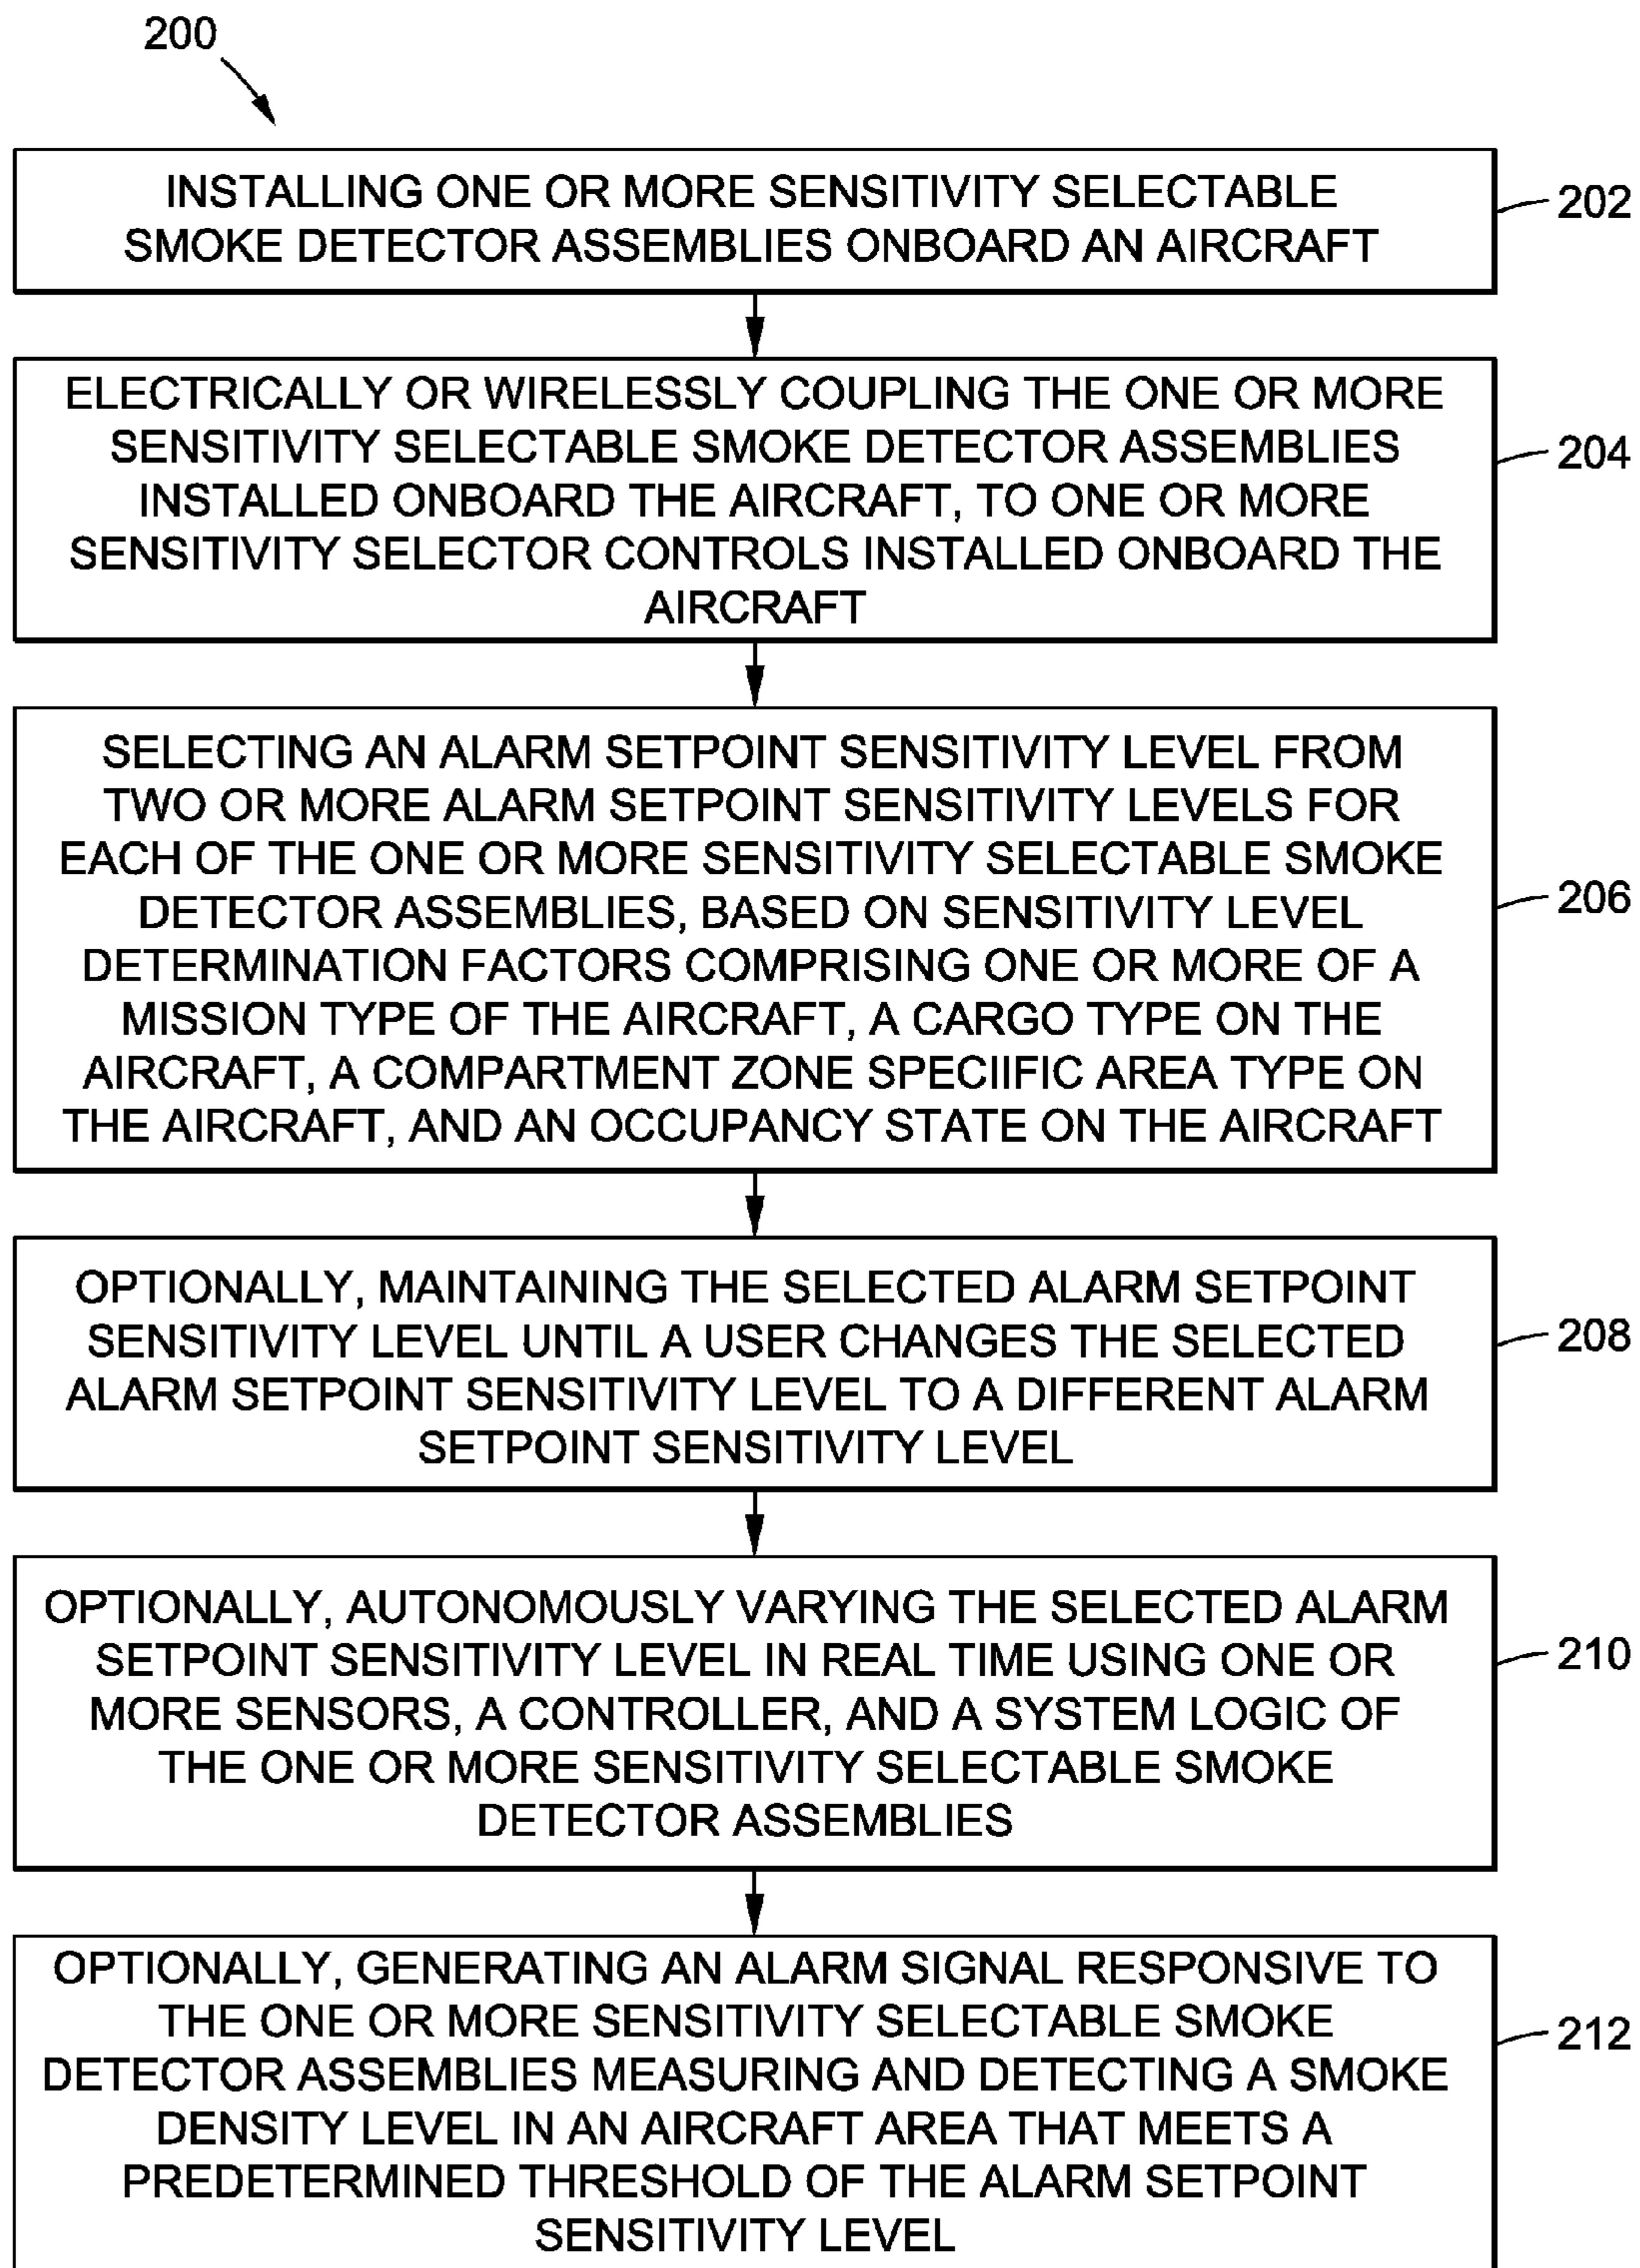 200
INSTALLING ONE OR MORE SENSITIVITY SELECTABLE
SMOKE DETECTOR ASSEMBLIES ONBOARD AN AIRCRAFT
202
ELECTRICALLY OR WIRELESSLY COUPLING THE ONE OR MORE
SENSITIVITY SELECTABLE SMOKE DETECTOR ASSEMBLIES
INSTALLED ONBOARD THE AIRCRAFT, TO ONE OR MORE
SENSITIVITY SELECTOR CONTROLS INSTALLED ONBOARD THE
AIRCRAFT
204
SELECTING AN ALARM SETPOINT SENSITIVITY LEVEL FROM
TWO OR MORE ALARM SETPOINT SENSITIVITY LEVELS FOR
EACH OF THE ONE OR MORE SENSITIVITY SELECTABLE SMOKE
DETECTOR ASSEMBLIES, BASED ON SENSITIVITY LEVEL
DETERMINATION FACTORS COMPRISING ONE OR MORE OF A
MISSION TYPE OF THE AIRCRAFT, A CARGO TYPE ON THE
AIRCRAFT, A COMPARTMENT ZONE SPECIIFIC AREA TYPE ON
THE AIRCRAFT, AND AN OCCUPANCY STATE ON THE AIRCRAFT
206
OPTIONALLY, MAINTAINING THE SELECTED ALARM SETPOINT
SENSITIVITY LEVEL UNTIL A USER CHANGES THE SELECTED
ALARM SETPOINT SENSITIVITY LEVEL TO A DIFFERENT ALARM
SETPOINT SENSITIVITY LEVEL
208
OPTIONALLY, AUTONOMOUSLY VARYING THE SELECTED ALARM
SETPOINT SENSITIVITY LEVEL IN REAL TIME USING ONE OR
MORE SENSORS, A CONTROLLER, AND A SYSTEM LOGIC OF
THE ONE OR MORE SENSITIVITY SELECTABLE SMOKE
DETECTOR ASSEMBLIES
210
OPTIONALLY, GENERATING AN ALARM SIGNAL RESPONSIVE TO
THE ONE OR MORE SENSITIVITY SELECTABLE SMOKE
DETECTOR ASSEMBLIES MEASURING AND DETECTING A SMOKE
DENSITY LEVEL IN AN AIRCRAFT AREA THAT MEETS A
PREDETERMINED THRESHOLD OF THE ALARM SETPOINT
SENSITIVITY LEVEL
212